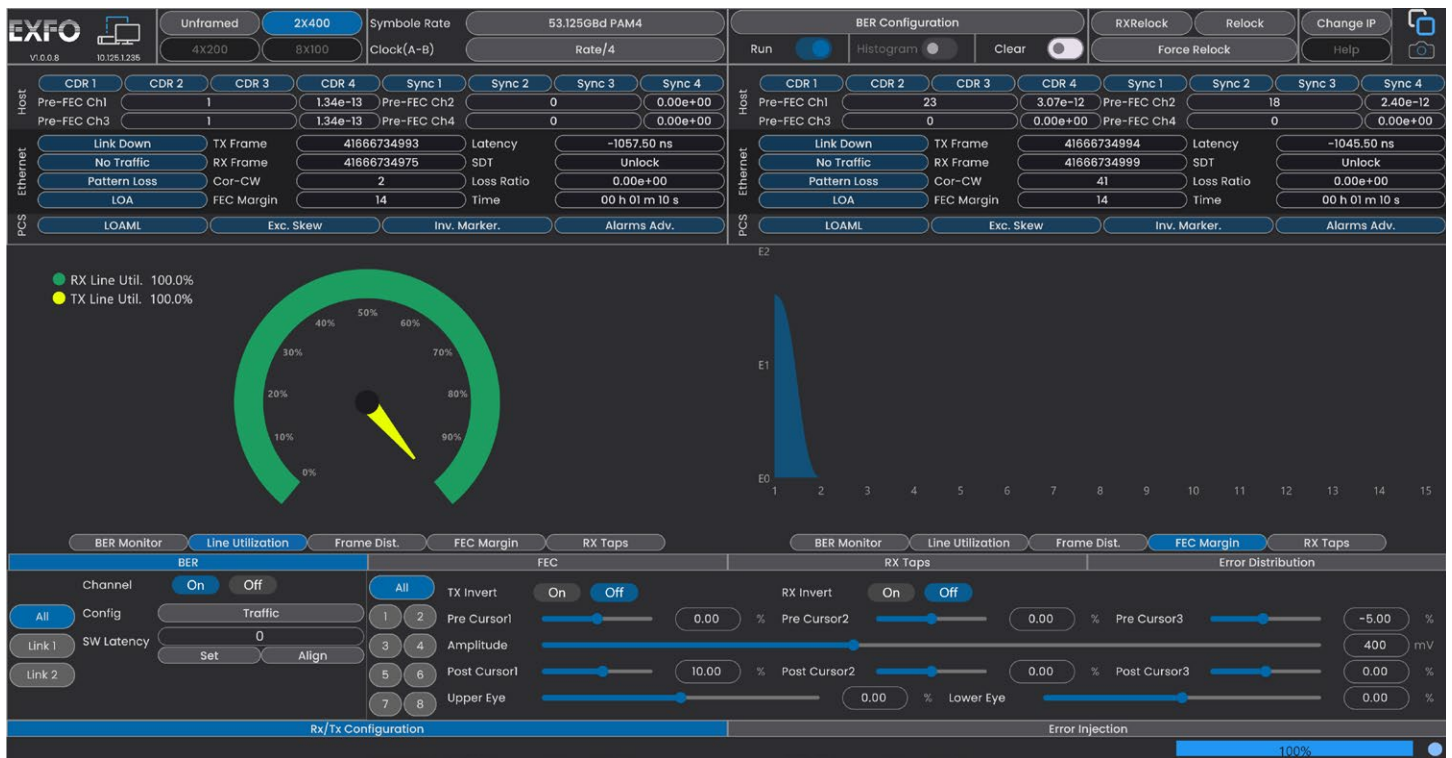 EXFO
V1.0.0.8
10.125.1.235
Unframed 2X400
4X200 8X100
Symbole Rate 53.125GBd PAM4
Clock(A-B) Rate/4
BER Configuration
Run Histogram Clear
RXRelock Relock
Force Relock
Change IP
Help
Host
CDR 1 CDR 2 CDR 3 CDR 4 Sync 1 Sync 2 Sync 3 Sync 4
Pre-FEC Ch1 1 1.34e-13 Pre-FEC Ch2 0 0.00e+00
Pre-FEC Ch3 1 1.34e-13 Pre-FEC Ch4 0 0.00e+00
Ethernet
Link Down TX Frame 41666734993 Latency -1057.50 ns
No Traffic RX Frame 41666734975 SDT Unlock
Pattern Loss Cor-CW 2 Loss Ratio 0.00e+00
LOA FEC Margin 14 Time 00 h 01 m 10 s
PCS
LOAML Exc. Skew Inv. Marker. Alarms Adv.
Host
CDR 1 CDR 2 CDR 3 CDR 4 Sync 1 Sync 2 Sync 3 Sync 4
Pre-FEC Ch1 23 3.07e-12 Pre-FEC Ch2 18 2.40e-12
Pre-FEC Ch3 0 0.00e+00 Pre-FEC Ch4 0 0.00e+00
Ethernet
Link Down TX Frame 41666734994 Latency -1045.50 ns
No Traffic RX Frame 41666734999 SDT Unlock
Pattern Loss Cor-CW 41 Loss Ratio 0.00e+00
LOA FEC Margin 14 Time 00 h 01 m 10 s
PCS
LOAML Exc. Skew Inv. Marker. Alarms Adv.
RX Line Util. 100.0%
TX Line Util. 100.0%
0%
10%
20%
30%
40%
50%
60%
70%
80%
90%
E2
E1
E0
1 2 3 4 5 6 7 8 9 10 11 12 13 14 15
BER Monitor Line Utilization Frame Dist. FEC Margin RX Taps
BER Monitor Line Utilization Frame Dist. FEC Margin RX Taps
BER FEC RX Taps Error Distribution
All
Link 1
Link 2
Channel On Off
Config Traffic
SW Latency 0
Set Align
All
1 2
3 4
5 6
7 8
TX Invert On Off RX Invert On Off
Pre Cursor1 0.00 % Pre Cursor2 0.00 % Pre Cursor3 -5.00 %
Amplitude 400 mV
Post Cursor1 10.00 % Post Cursor2 0.00 % Post Cursor3 0.00 %
Upper Eye 0.00 % Lower Eye 0.00 %
Rx/Tx Configuration Error Injection
100%